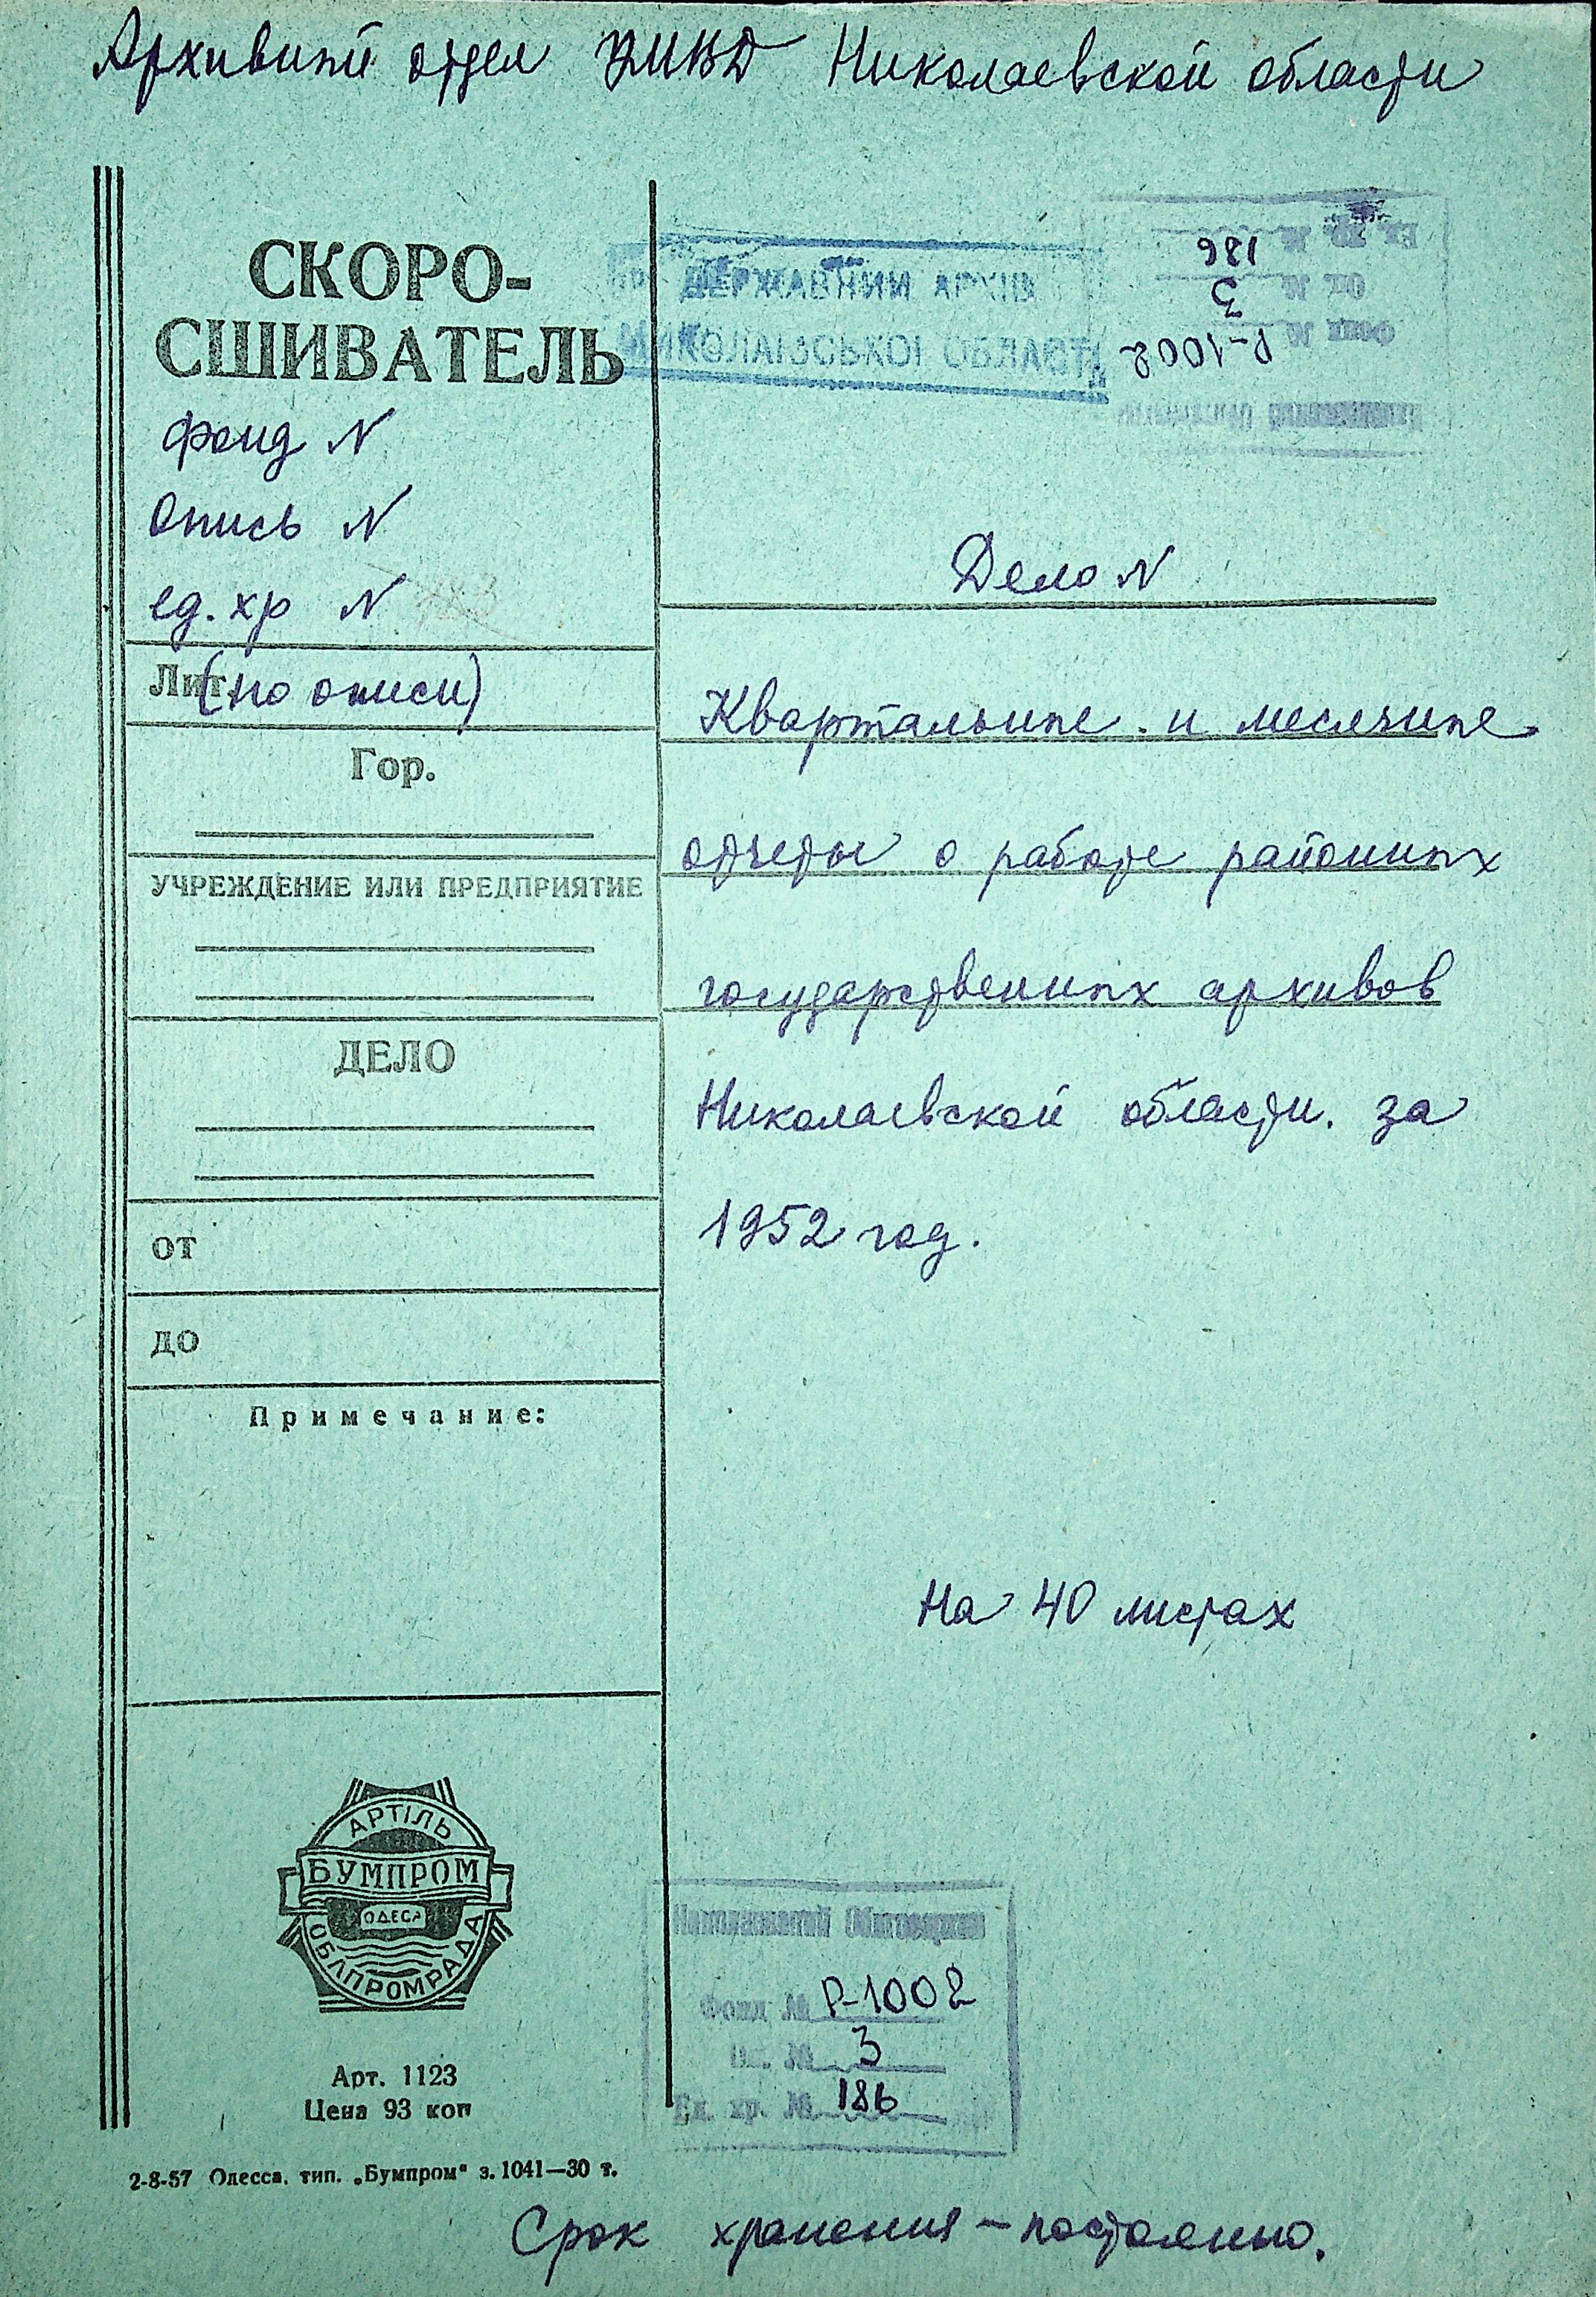 Архивный отдел УМВД Николаевской области
СКОРО-
СШИВАТЕЛЬ
фонд N
Опись N
ед. хр N
Лит. (по описи)
Гор.
УЧРЕЖДЕНИЕ ИЛИ ПРЕДПРИЯТИЕ
ДЕЛО
от
до
Примечание:
АРТІЛЬ
БУМПРОМ
ОДЕСА
ОБЛПРОМРАДА
Арт. 1123
Цена 93 коп
2-8-57 Одесса, тип. „Бумпром“ з. 1041—30 т.
ДЕРЖАВНИЙ АРХІВ
МИКОЛАЇВСЬКОЇ ОБЛАСТІ
Фонд № Р-1002
Оп. № 3
Ед. хр. № 186
Дело N
Квартальные и месячные
отчеты о работе районных
государственных архивов
Николаевской области. за
1952 год.
На 40 листах
Фонд № Р-1002
Оп. № 3
Ед. хр. № 186
Срок хранения – постоянно.